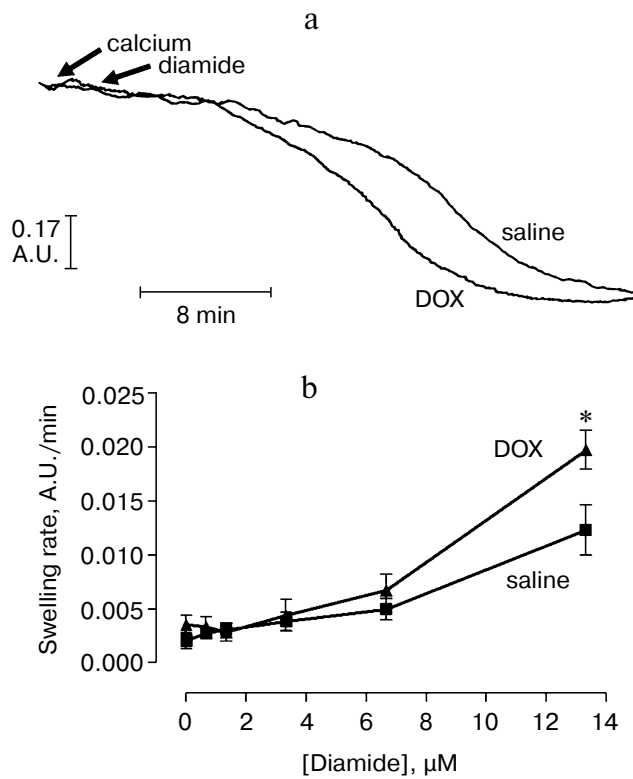 a
calcium
diamide
0.17
A.U.
saline
DOX
8 min
b
Swelling rate, A.U./min
0.025
0.020
0.015
0.010
0.005
0.000
*
DOX
saline
0 2 4 6 8 10 12 14
[Diamide], μM